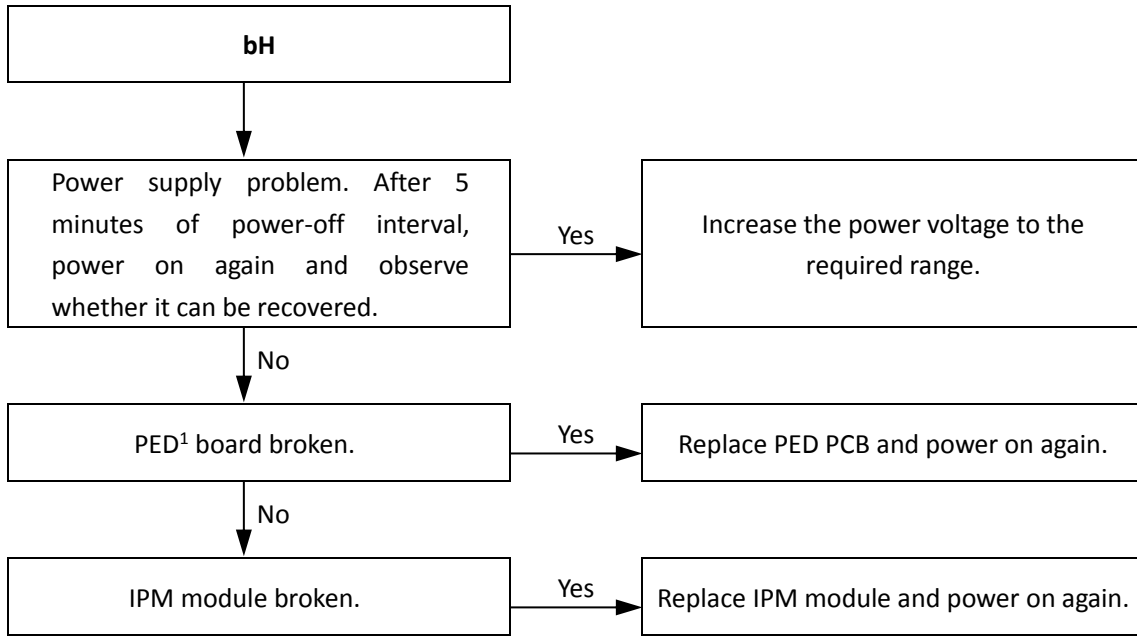 bH
Power supply problem. After 5
minutes of power-off interval,
power on again and observe
whether it can be recovered.
Yes
Increase the power voltage to the
required range.
No
PED¹ board broken.
Yes
Replace PED PCB and power on again.
No
IPM module broken.
Yes
Replace IPM module and power on again.